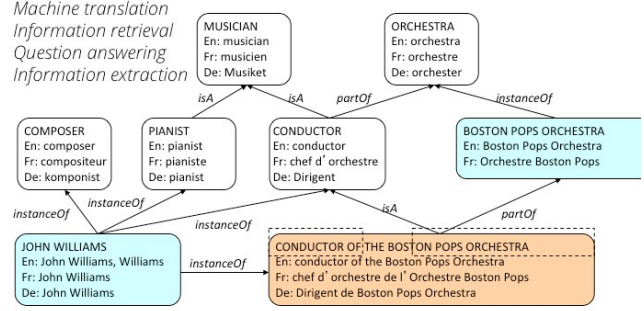 Machine translation
Information retrieval
Question answering
Information extraction
MUSICIAN
En: musician
Fr: musicien
De: Musiket
ORCHESTRA
En: orchestra
Fr: orchestre
De: orchester
isA
isA
partOf
instanceOf
COMPOSER
En: composer
Fr: compositeur
De: komponist
PIANIST
En: pianist
Fr: pianiste
De: pianist
CONDUCTOR
En: conductor
Fr: chef d' orchestre
De: Dirigent
BOSTON POPS ORCHESTRA
En: Boston Pops Orchestra
Fr: Orchestre Boston Pops
instanceOf
instanceOf
instanceOf
isA
partOf
JOHN WILLIAMS
En: John Williams, Williams
Fr: John Williams
De: John Williams
instanceOf
CONDUCTOR OF THE BOSTON POPS ORCHESTRA
En: conductor of the Boston Pops Orchestra
Fr: chef d' orchestre de l' Orchestre Boston Pops
De: Dirigent de Boston Pops Orchestra